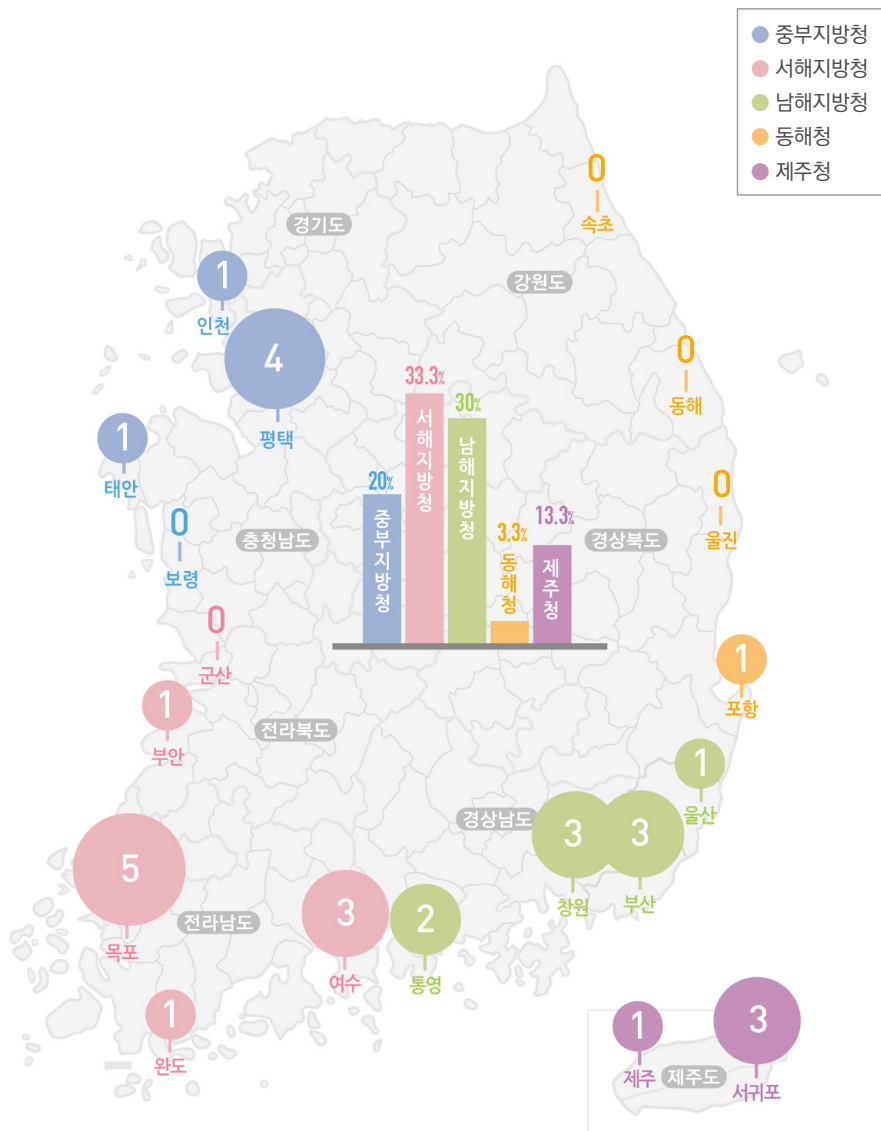 중부지방청
서해지방청
남해지방청
동해청
제주청
0
속초
경기도
강원도
1
인천
4
평택
0
동해
33.3%
서해지방청
30%
남해지방청
1
태안
20%
중부지방청
0
울진
0
보령
충청남도
3.3%
동해청
13.3%
제주청
경상북도
0
군산
1
포항
1
부안
전라북도
1
울산
경상남도
3
창원
3
부산
5
목포
전라남도
3
여수
2
통영
1
완도
1
제주
제주도
3
서귀포